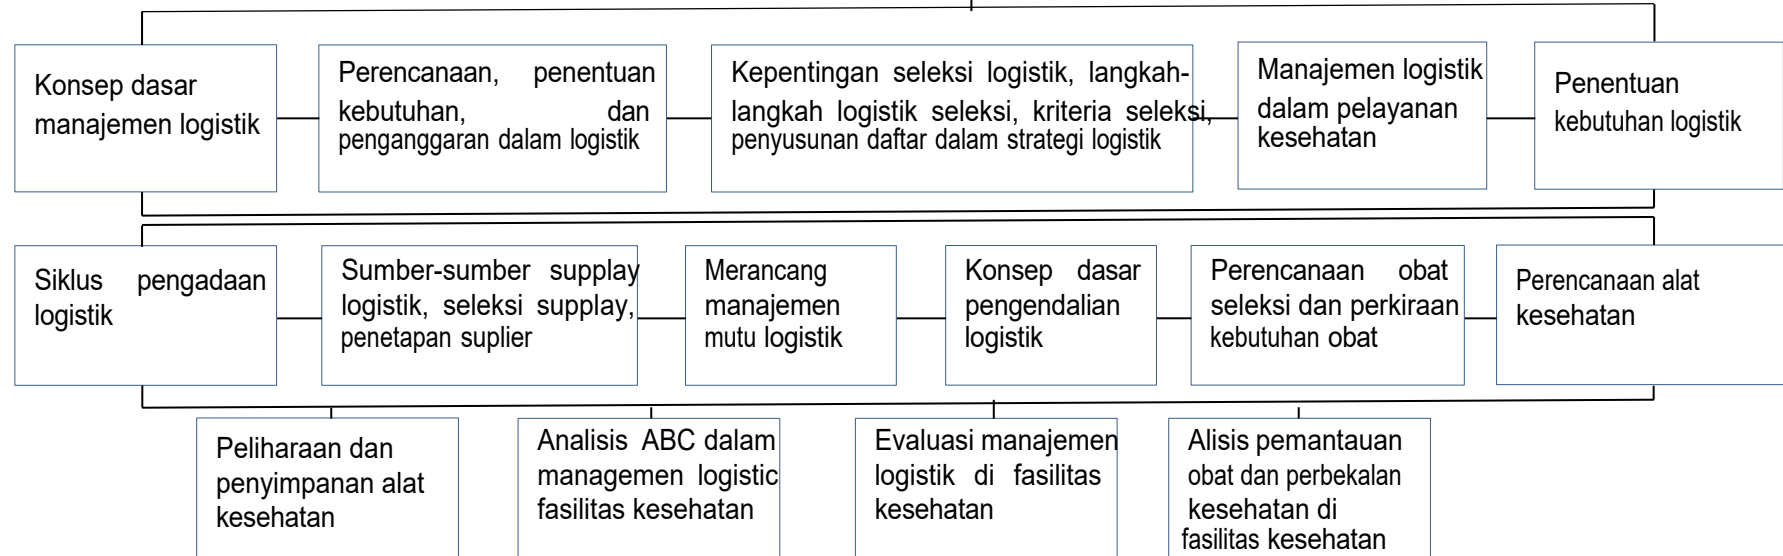 Konsep dasar
manajemen logistik
Perencanaan, penentuan
kebutuhan, dan
penganggaran dalam logistik
Kepentingan seleksi logistik, langkah-
langkah logistik seleksi, kriteria seleksi,
penyusunan daftar dalam strategi logistik
Manajemen logistik
dalam pelayanan
kesehatan
Penentuan
kebutuhan logistik
Siklus pengadaan
logistik
Sumber-sumber supplay
logistik, seleksi supplay,
penetapan suplier
Merancang
manajemen
mutu logistik
Konsep dasar
pengendalian
logistik
Perencanaan obat
seleksi dan perkiraan
kebutuhan obat
Perencanaan alat
kesehatan
Peliharaan dan
penyimpanan alat
kesehatan
Analisis ABC dalam
managemen logistic
fasilitas kesehatan
Evaluasi manajemen
logistik di fasilitas
kesehatan
Alisis pemantauan
obat dan perbekalan
kesehatan di
fasilitas kesehatan